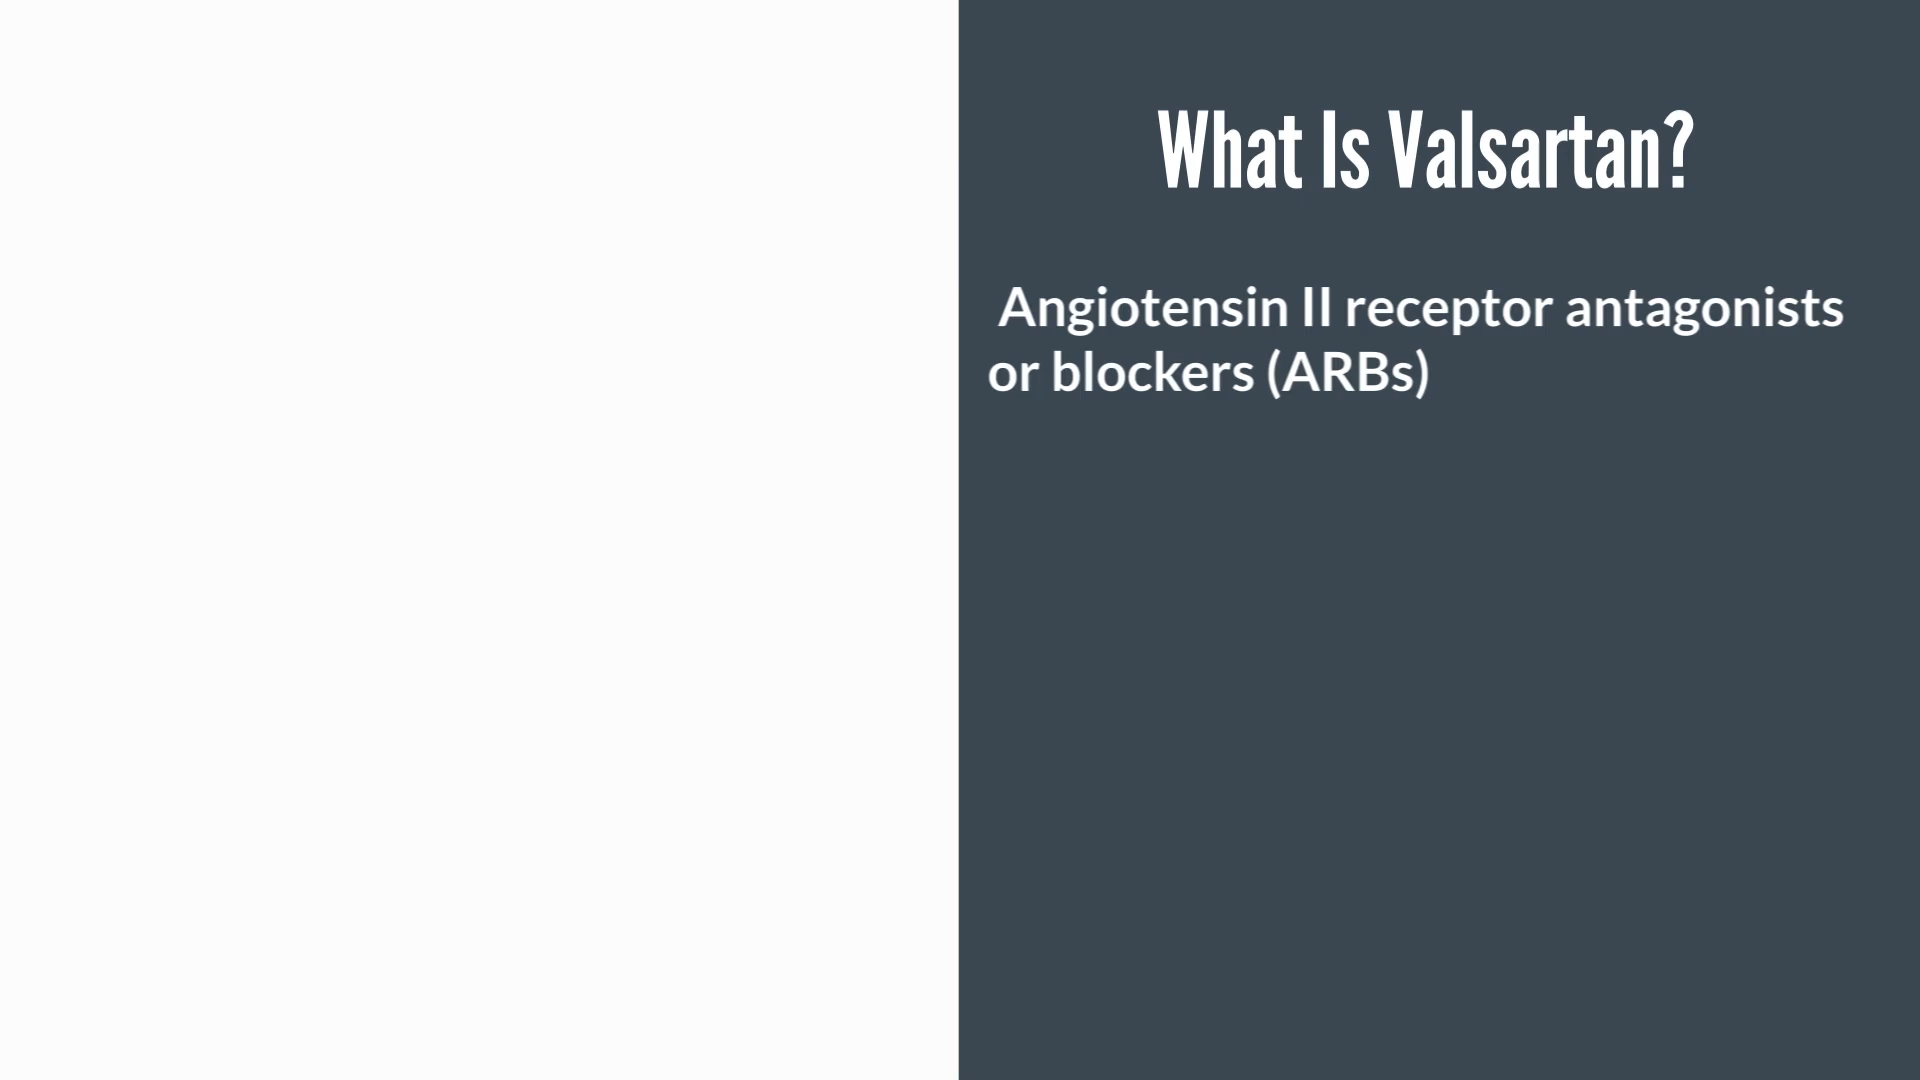 What Is Valsartan?
Angiotensin II receptor antagonists
or blockers (ARBs)